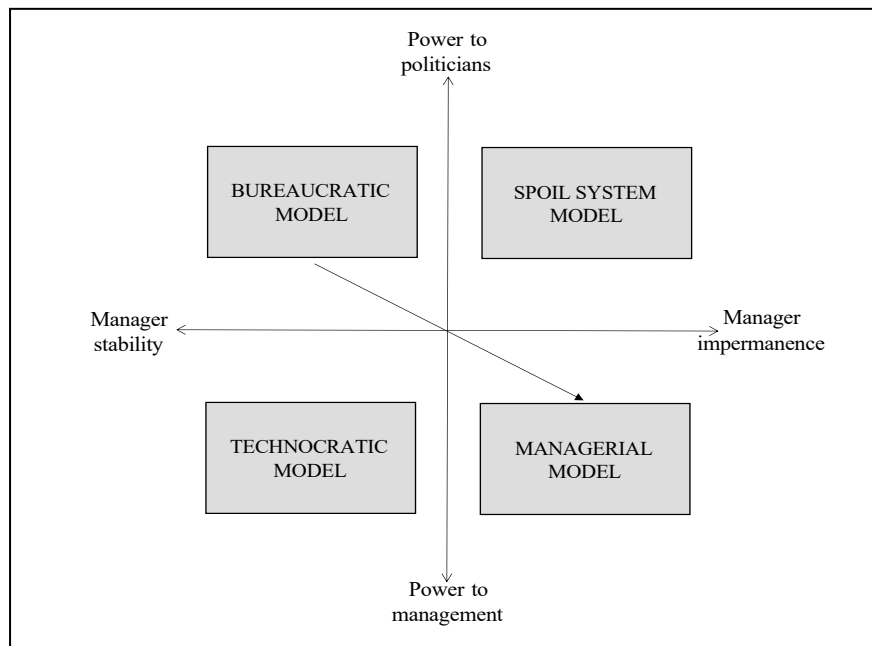 Power to
politicians
BUREAUCRATIC
MODEL
SPOIL SYSTEM
MODEL
Manager
stability
Manager
impermanence
TECHNOCRATIC
MODEL
MANAGERIAL
MODEL
Power to
management